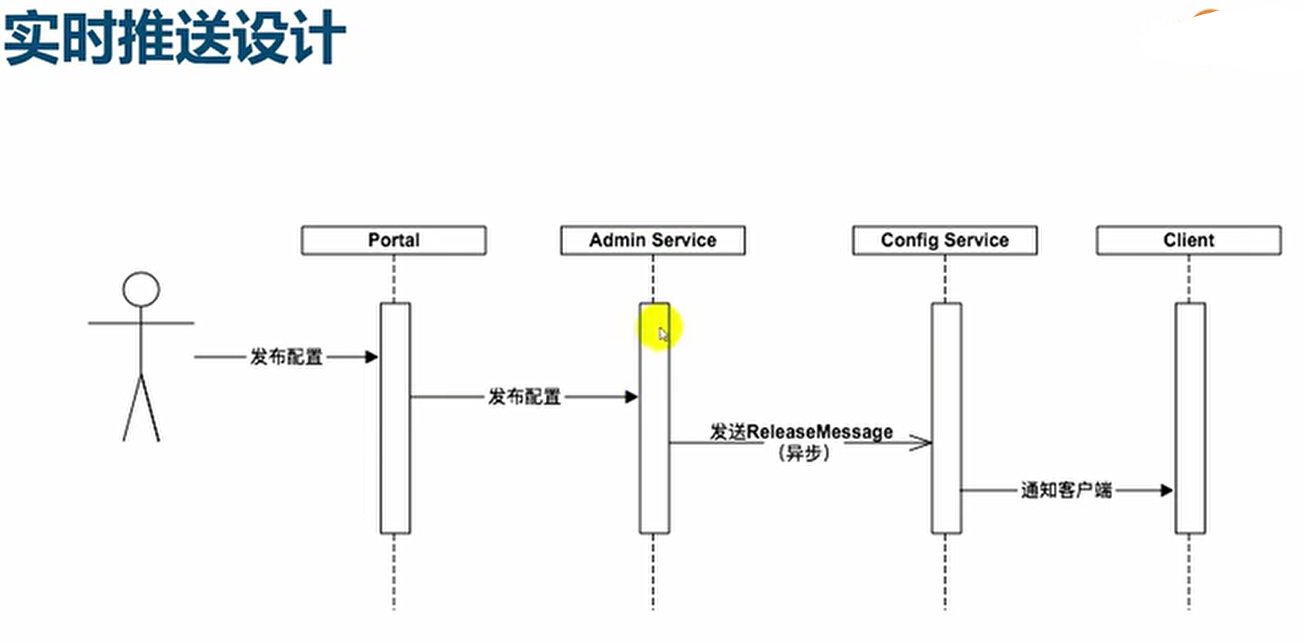 实时推送设计
Portal
Admin Service
Config Service
Client
发布配置
发布配置
发送ReleaseMessage
（异步）
通知客户端